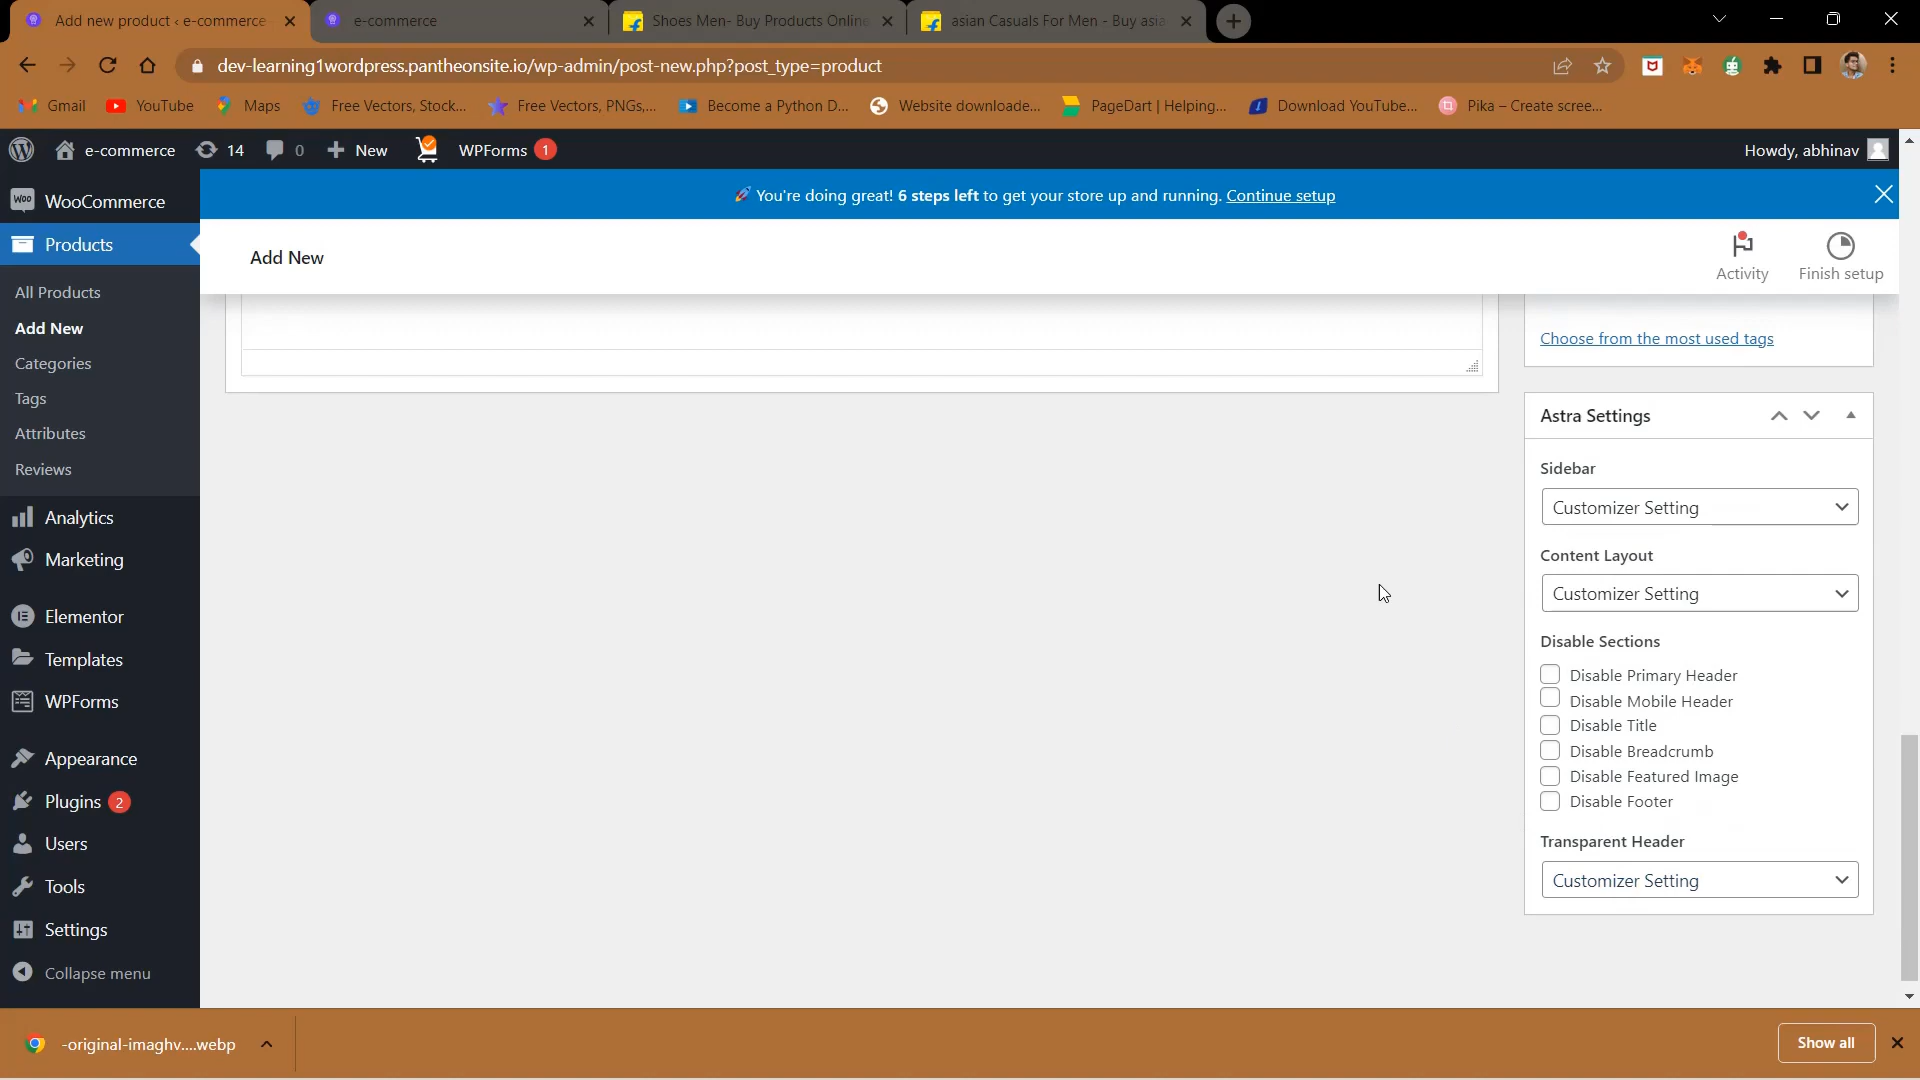 Add new product ‹ e-commerce
e-commerce
Shoes Men- Buy Products Online
asian Casuals For Men - Buy asia
dev-learning1wordpress.pantheonsite.io/wp-admin/post-new.php?post_type=product
Gmail
YouTube
Maps
Free Vectors, Stock...
Free Vectors, PNGs,...
Become a Python D...
Website downloade...
PageDart | Helping...
Download YouTube...
Pika – Create scree...
e-commerce
14
0
New
WPForms 1
Howdy, abhinav
WooCommerce
Products
All Products
Add New
Categories
Tags
Attributes
Reviews
Analytics
Marketing
Elementor
Templates
WPForms
Appearance
Plugins 2
Users
Tools
Settings
Collapse menu
🚀 You're doing great! 6 steps left to get your store up and running. Continue setup
Add New
Activity
Finish setup
Choose from the most used tags
Astra Settings
Sidebar
Customizer Setting
Content Layout
Customizer Setting
Disable Sections
Disable Primary Header
Disable Mobile Header
Disable Title
Disable Breadcrumb
Disable Featured Image
Disable Footer
Transparent Header
Customizer Setting
-original-imaghv....webp
Show all